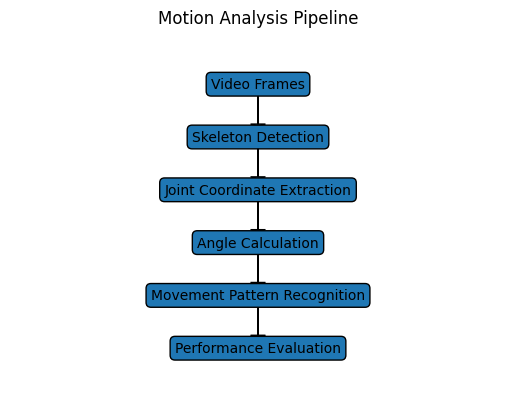 Motion Analysis Pipeline
Video Frames
Skeleton Detection
Joint Coordinate Extraction
Angle Calculation
Movement Pattern Recognition
Performance Evaluation